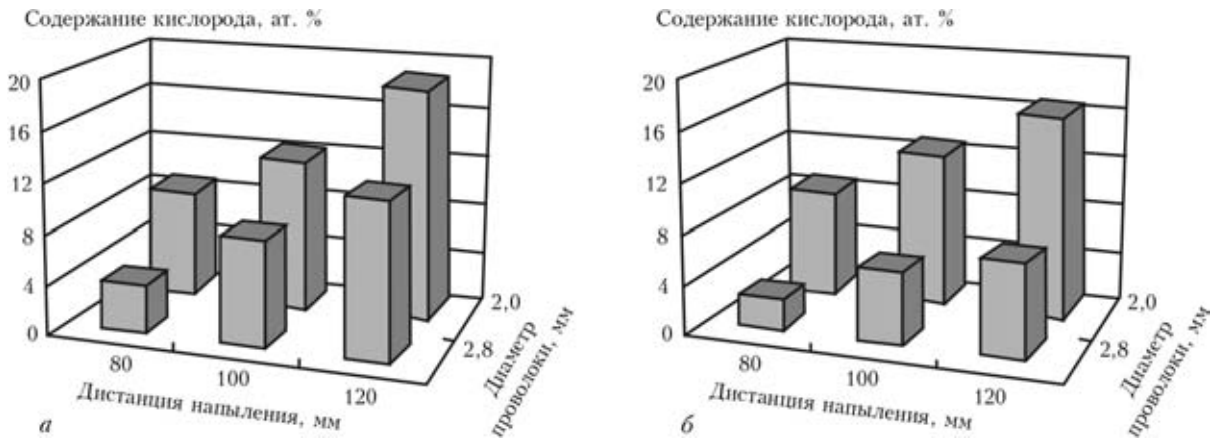 Содержание кислорода, ат. %
20
16
12
8
4
0
80
100
120
Дистанция напыления, мм
2,0
2,8
Диаметр
проволоки, мм
а
Содержание кислорода, ат. %
20
16
12
8
4
0
80
100
120
Дистанция напыления, мм
2,0
2,8
Диаметр
проволоки, мм
б